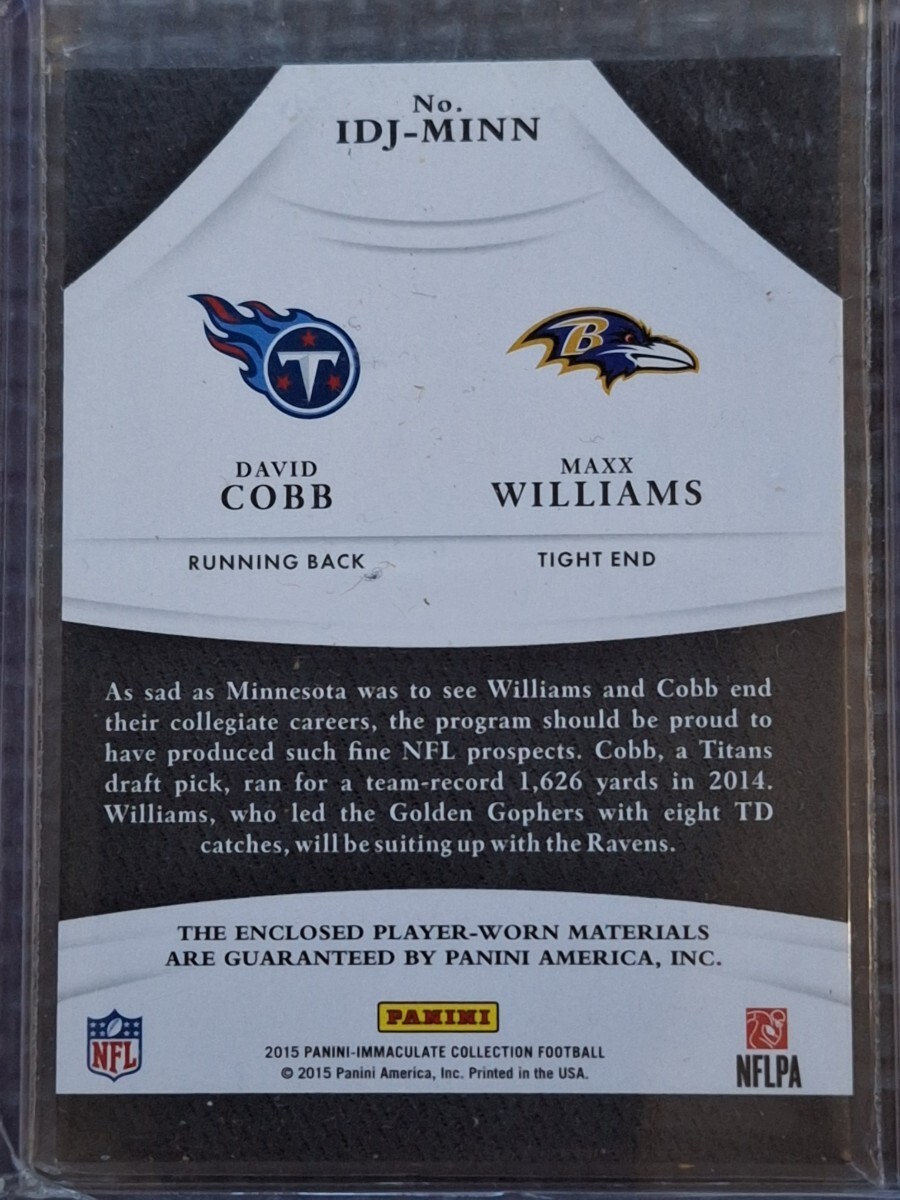 No.
IDJ-MINN
T
B
DAVID
COBB
MAXX
WILLIAMS
RUNNING BACK
TIGHT END
As sad as Minnesota was to see Williams and Cobb end
their collegiate careers, the program should be proud to
have produced such fine NFL prospects. Cobb, a Titans
draft pick, ran for a team-record 1,626 yards in 2014.
Williams, who led the Golden Gophers with eight TD
catches, will be suiting up with the Ravens.
THE ENCLOSED PLAYER-WORN MATERIALS
ARE GUARANTEED BY PANINI AMERICA, INC.
PANINI
NFL
2015 PANINI-IMMACULATE COLLECTION FOOTBALL
© 2015 Panini America, Inc. Printed in the USA.
NFLPA